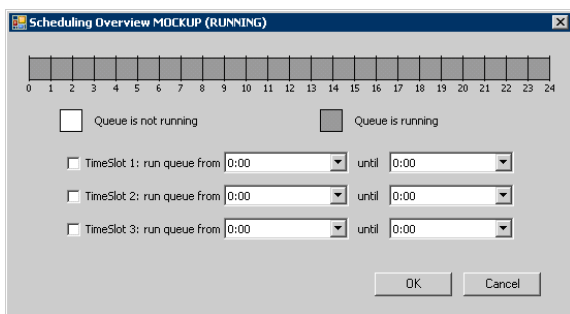 Scheduling Overview MOCKUP (RUNNING)
0 1 2 3 4 5 6 7 8 9 10 11 12 13 14 15 16 17 18 19 20 21 22 23 24
Queue is not running Queue is running
TimeSlot 1: run queue from 0:00 until 0:00
TimeSlot 2: run queue from 0:00 until 0:00
TimeSlot 3: run queue from 0:00 until 0:00
OK Cancel